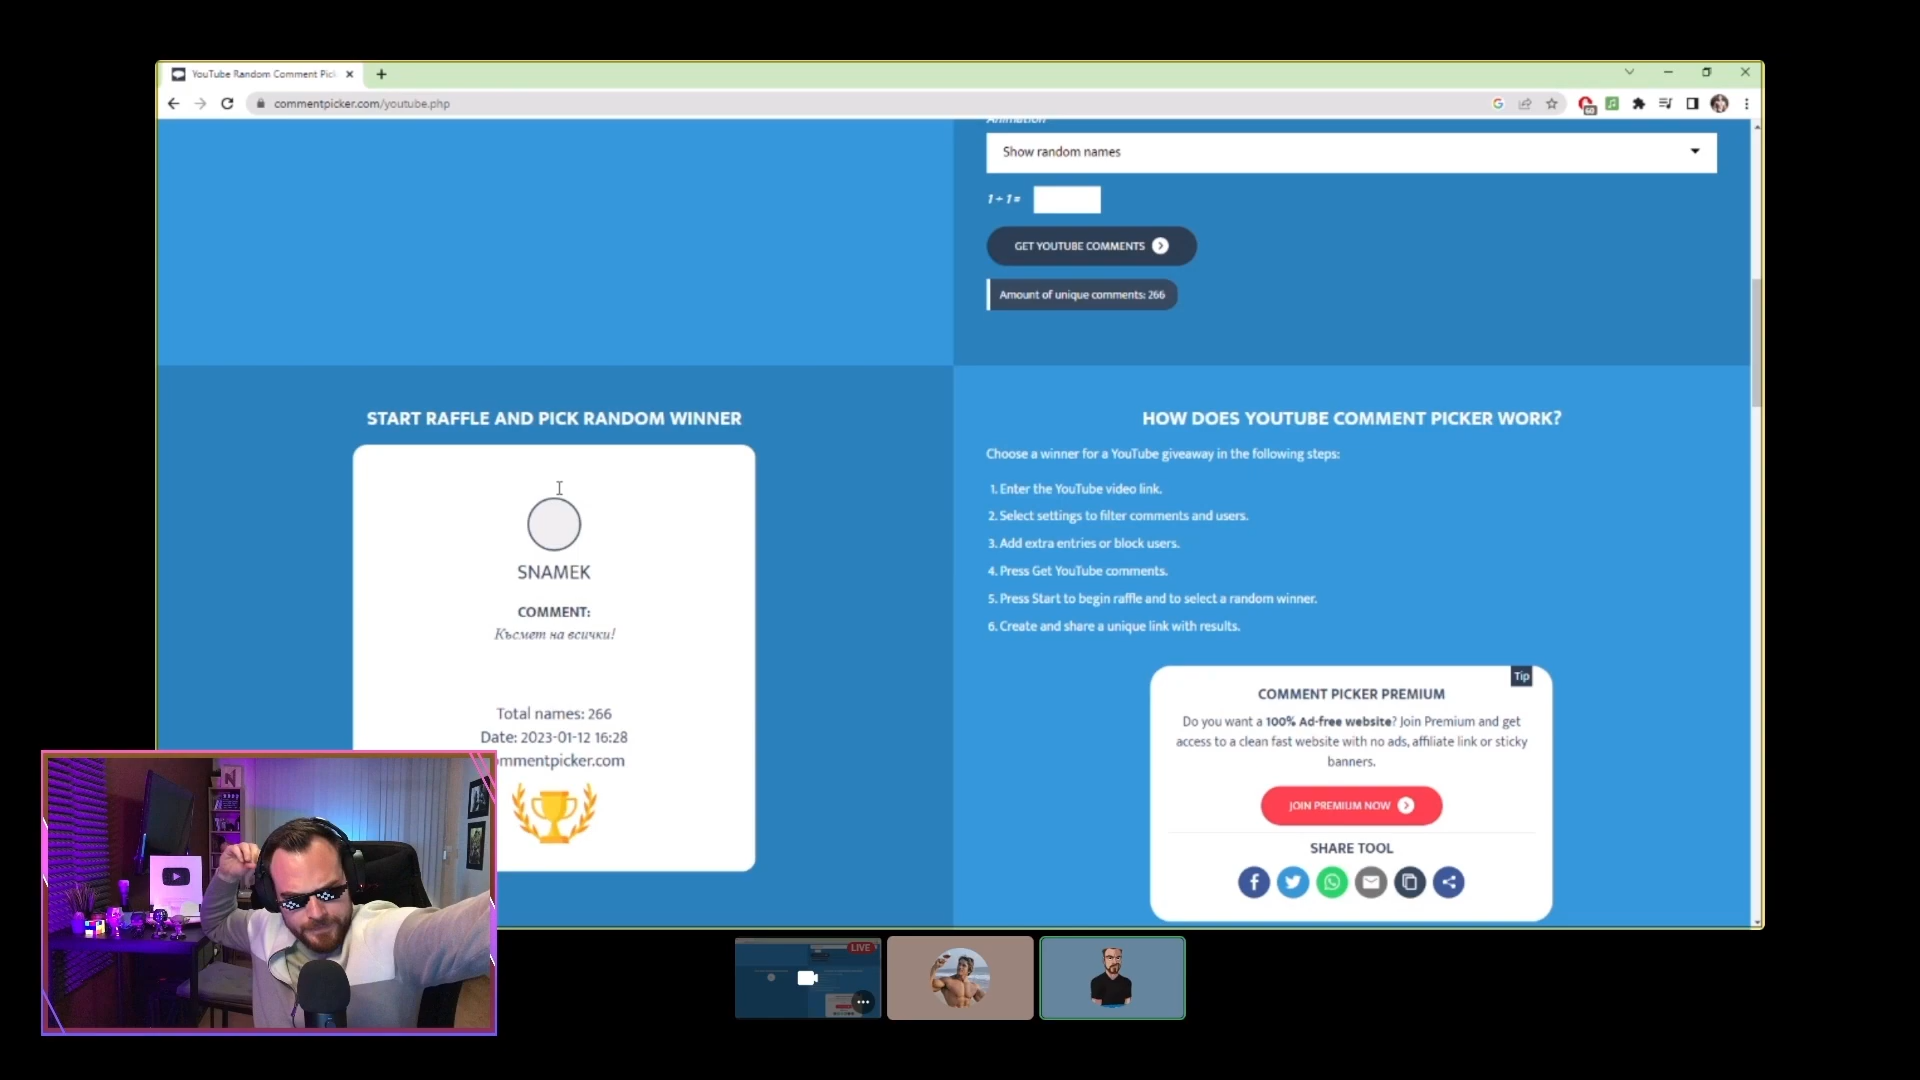 YouTube Random Comment Pic
commentpicker.com/youtube.php
Animation
Show random names
1 + 1 =
GET YOUTUBE COMMENTS
Amount of unique comments: 266
START RAFFLE AND PICK RANDOM WINNER
SNAMEK
COMMENT:
Късмет на всички!
Total names: 266
Date: 2023-01-12 16:28
ommentpicker.com
HOW DOES YOUTUBE COMMENT PICKER WORK?
Choose a winner for a YouTube giveaway in the following steps:
1. Enter the YouTube video link.
2. Select settings to filter comments and users.
3. Add extra entries or block users.
4. Press Get YouTube comments.
5. Press Start to begin raffle and to select a random winner.
6. Create and share a unique link with results.
Tip
COMMENT PICKER PREMIUM
Do you want a 100% Ad-free website? Join Premium and get
access to a clean fast website with no ads, affiliate link or sticky
banners.
JOIN PREMIUM NOW
SHARE TOOL
LIVE